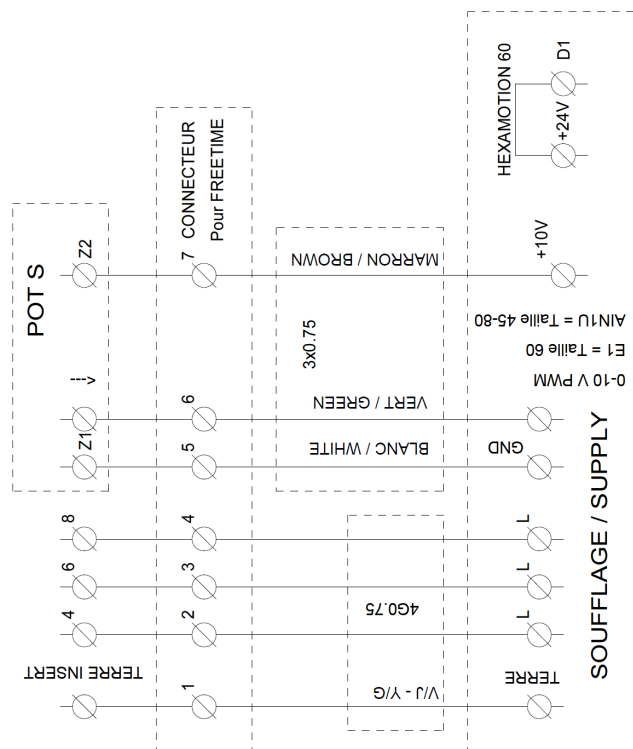 HEXAMOTION 60
D1
+24V
7 CONNECTEUR
Pour FREETIME
POT S
Z2
MARRON / BROWN
+10V
3x0.75
AIN1U = Taille 45-80
E1 = Taille 60
0-10 V PWM
--->
6
VERT / GREEN
Z1
5
BLANC / WHITE
GND
8
4
L
6
3
L
4G0.75
4
2
L
SOUFFLAGE / SUPPLY
TERRE INSERT
1
V/J - Y/G
TERRE